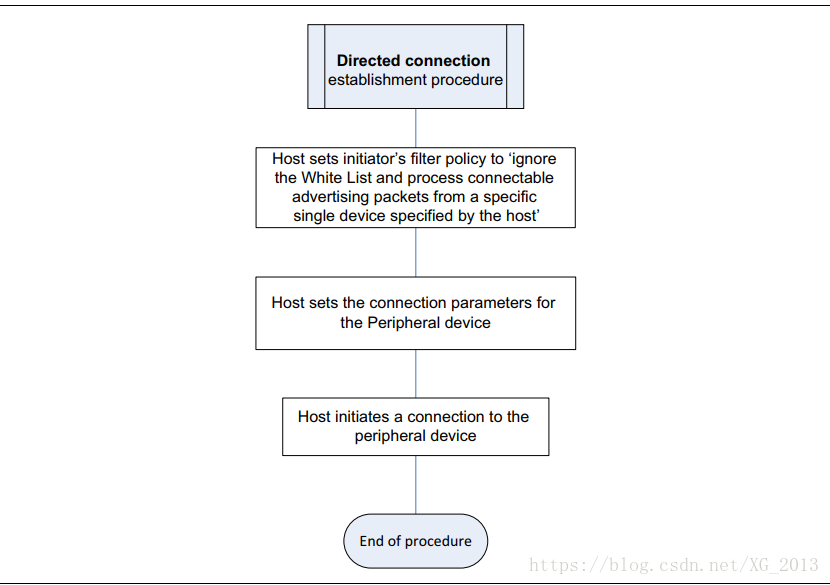 Directed connection
establishment procedure
Host sets initiator's filter policy to ‘ignore
the White List and process connectable
advertising packets from a specific
single device specified by the host’
Host sets the connection parameters for
the Peripheral device
Host initiates a connection to the
peripheral device
End of procedure
https://blog.csdn.net/XG_2013